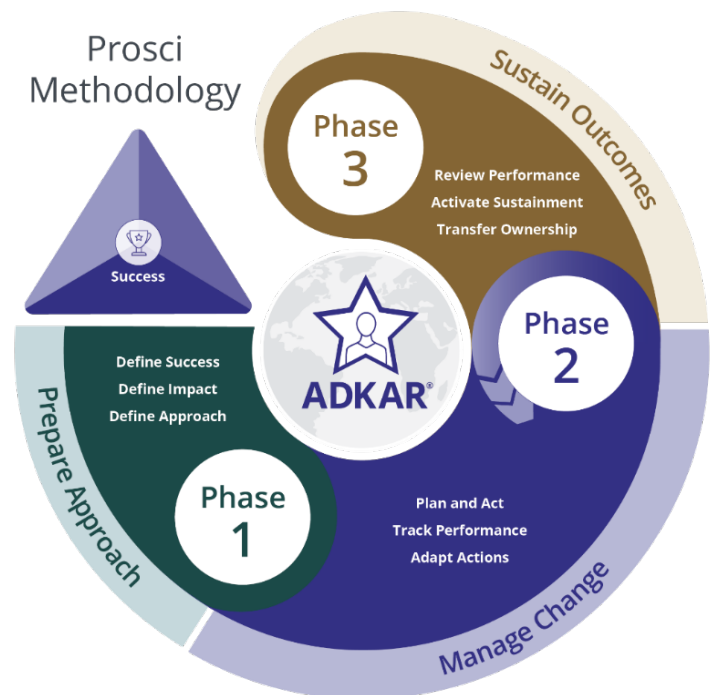 Prosci
Methodology
Success
Phase
1
Prepare Approach
Define Success
Define Impact
Define Approach
Phase
2
Manage Change
Plan and Act
Track Performance
Adapt Actions
Phase
3
Sustain Outcomes
Review Performance
Activate Sustainment
Transfer Ownership
ADKAR®